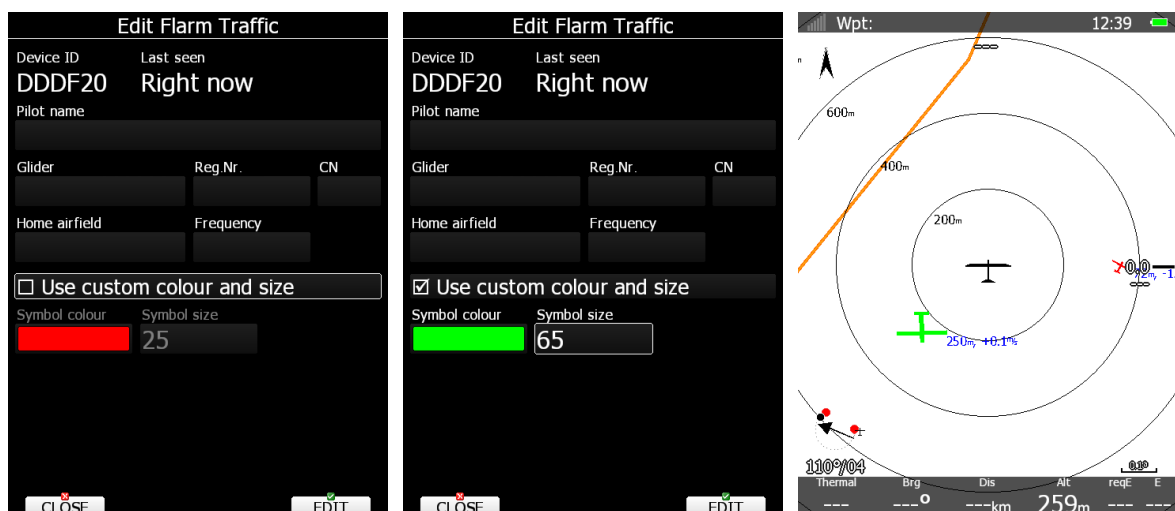 Edit Flarm Traffic
Device ID Last seen
DDDF20 Right now
Pilot name
Glider Reg.Nr. CN
Home airfield Frequency
Use custom colour and size
Symbol colour Symbol size
25
CLOSE EDIT
Edit Flarm Traffic
Device ID Last seen
DDDF20 Right now
Pilot name
Glider Reg.Nr. CN
Home airfield Frequency
Use custom colour and size
Symbol colour Symbol size
65
CLOSE EDIT
Wpt: 12:39
600m
400m
200m
0.0
250m, +0.1m/s
110°/04
Thermal Brg Dis Alt reqE E
--- ---° ---km 259m --- --